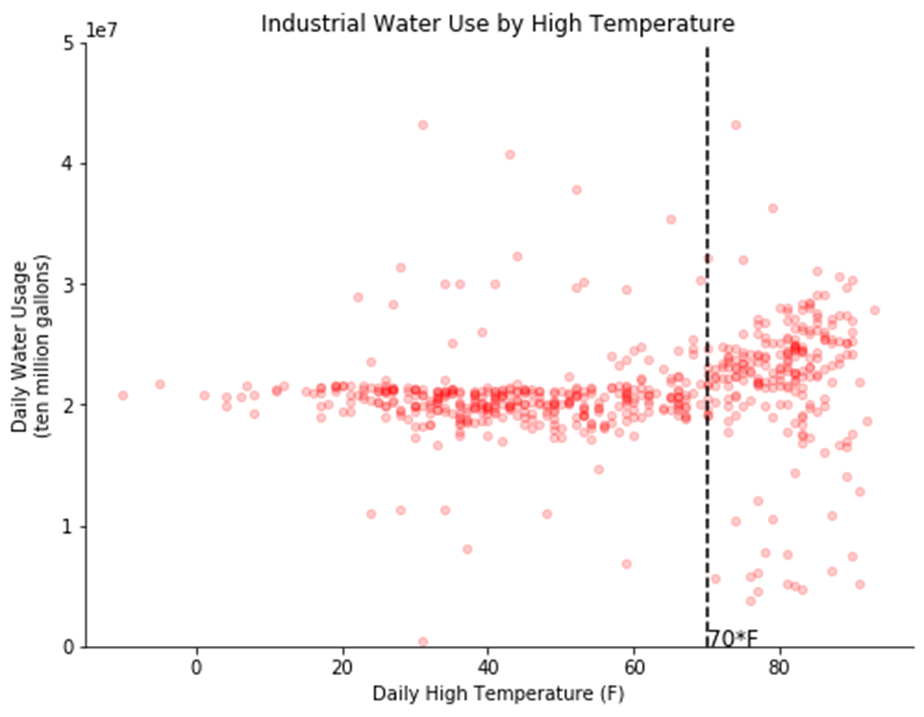 Industrial Water Use by High Temperature
1e7
5
4
3
2
1
0
Daily Water Usage
(ten million gallons)
70*F
0 20 40 60 80
Daily High Temperature (F)